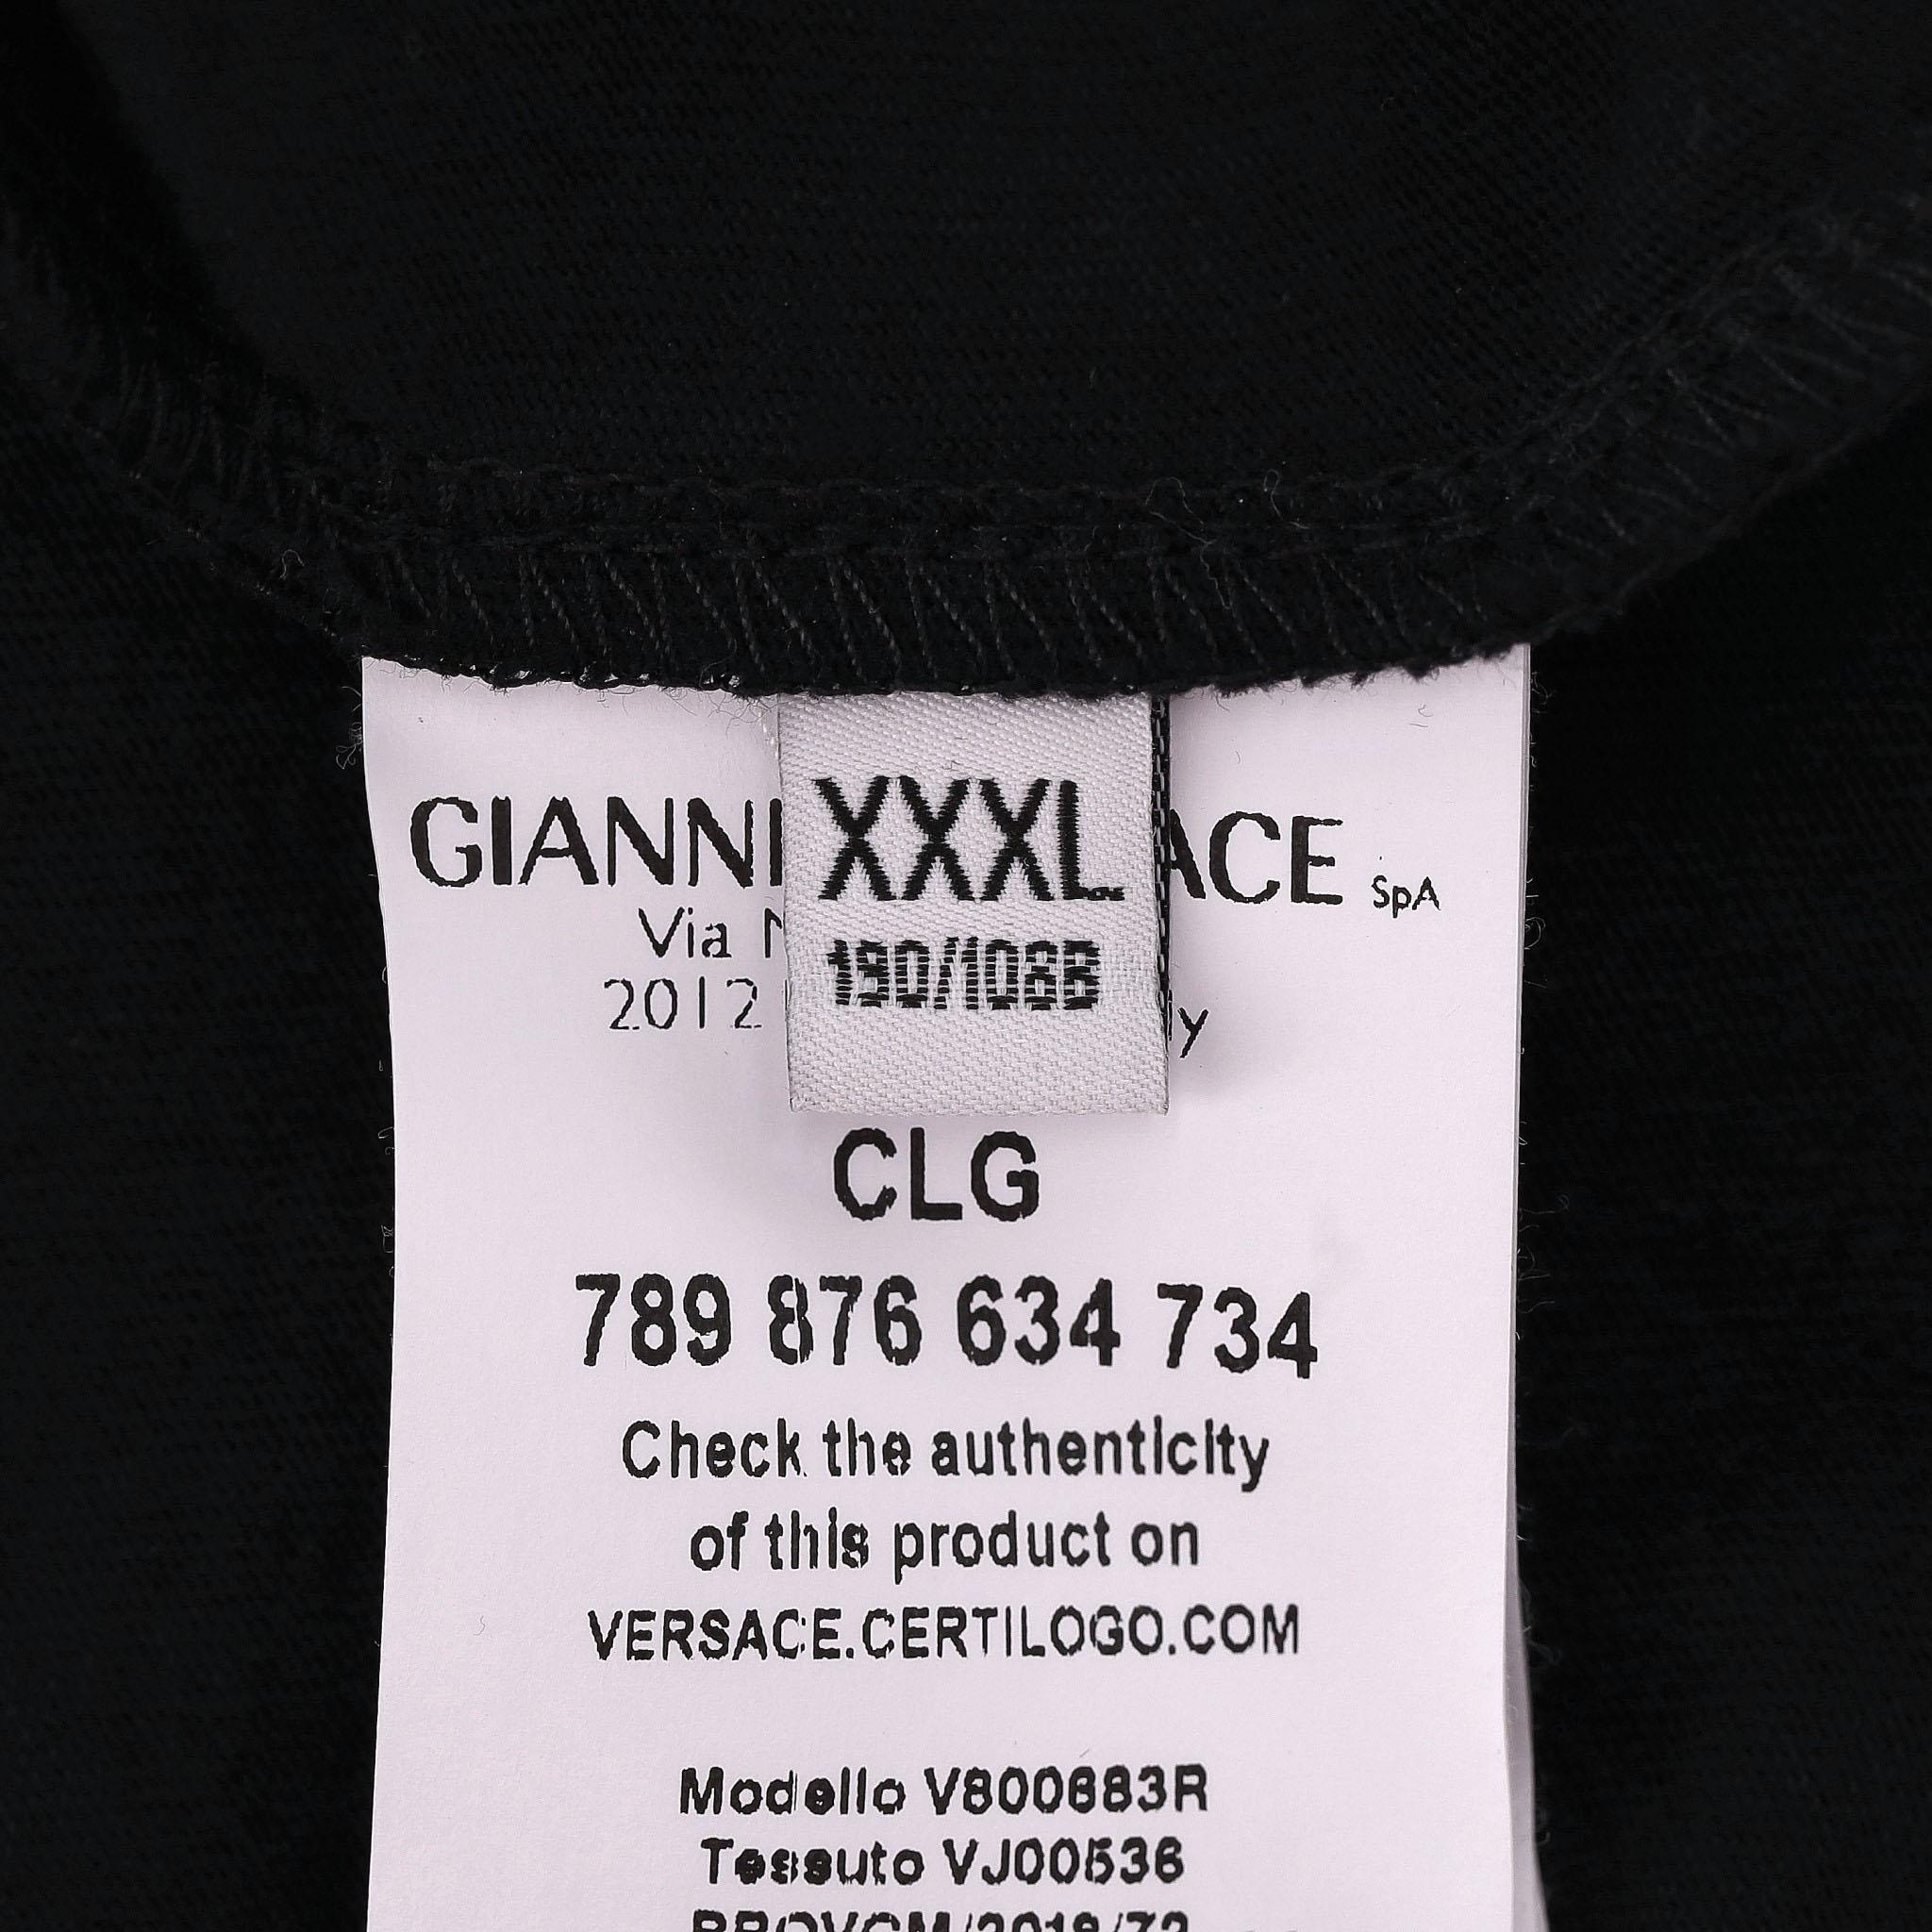 XXXL
190/108B
GIANNI ACE SpA
Via
2012
CLG
789 876 634 734
Check the authenticity
of this product on
VERSACE.CERTILOGO.COM
Modello V800683R
Tessuto VJ00536